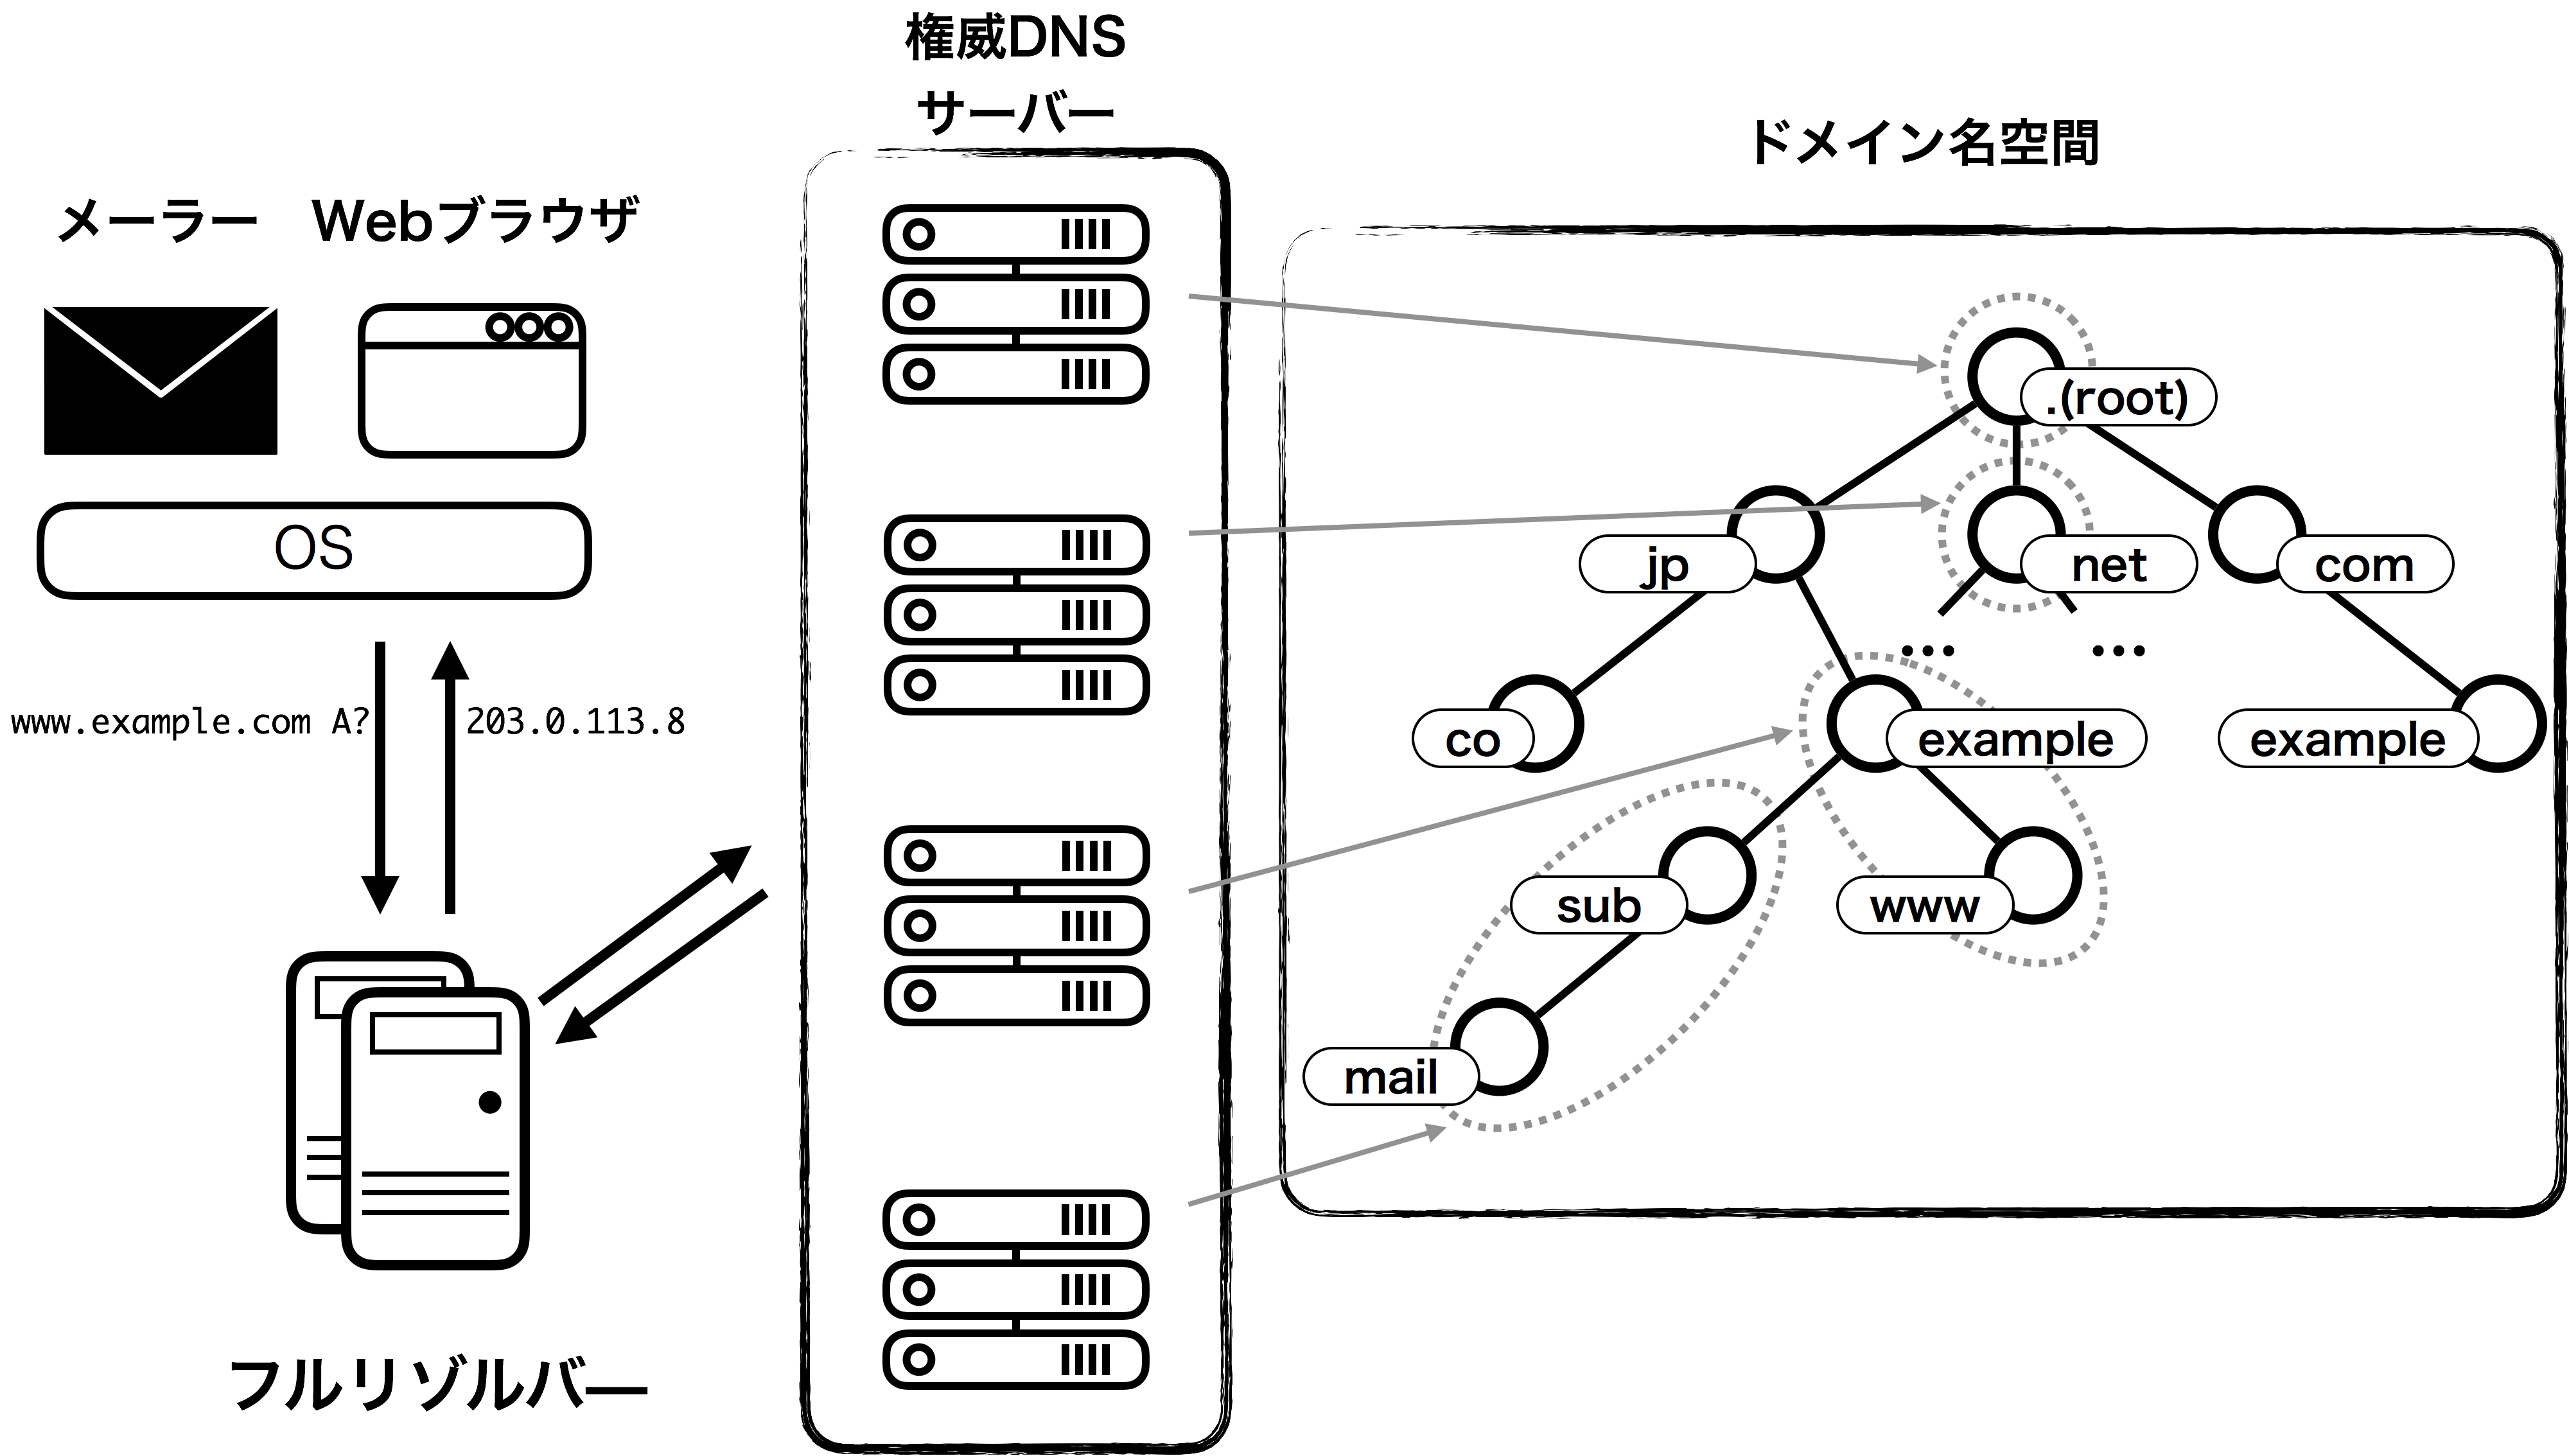 権威DNS
サーバー
ドメイン名空間
メーラー
Webブラウザ
OS
www.example.com A?
203.0.113.8
フルリゾルバー
.(root)
jp
net
com
...
...
co
example
example
sub
www
mail